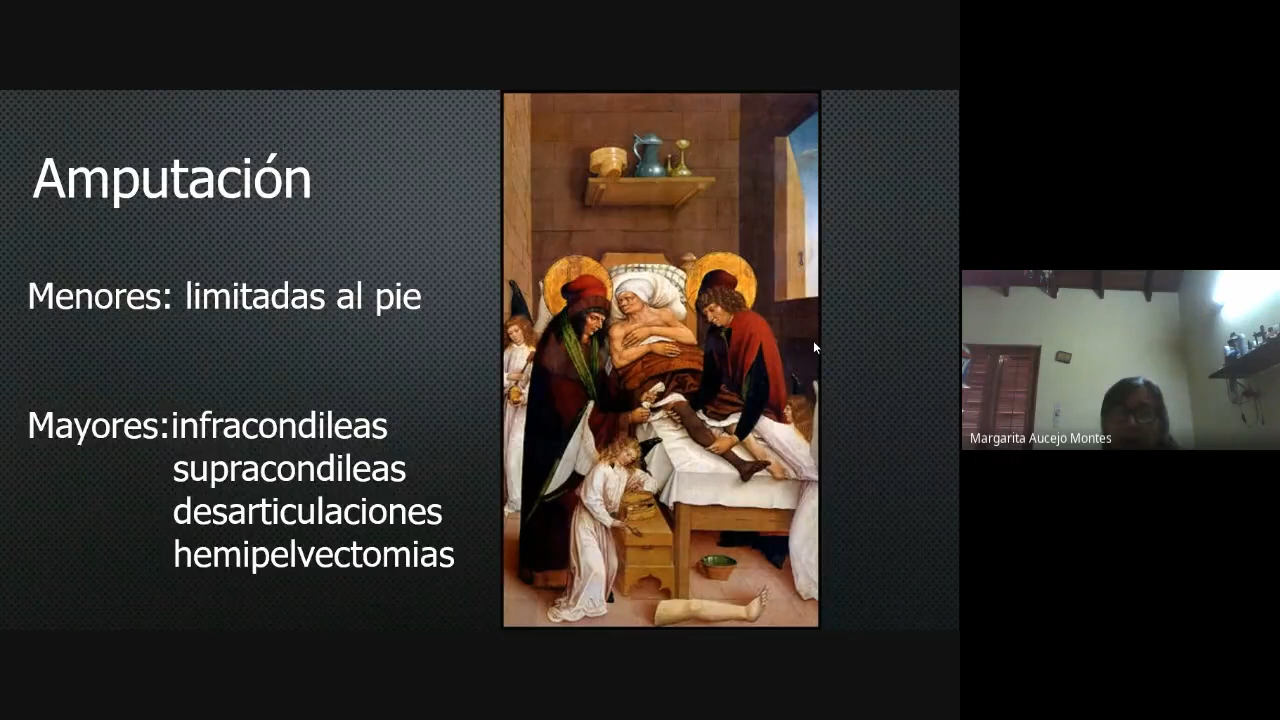 Amputación
Menores: limitadas al pie
Mayores:infracondileas
supracondileas
desarticulaciones
hemipelvectomias
Margarita Aucejo Montes